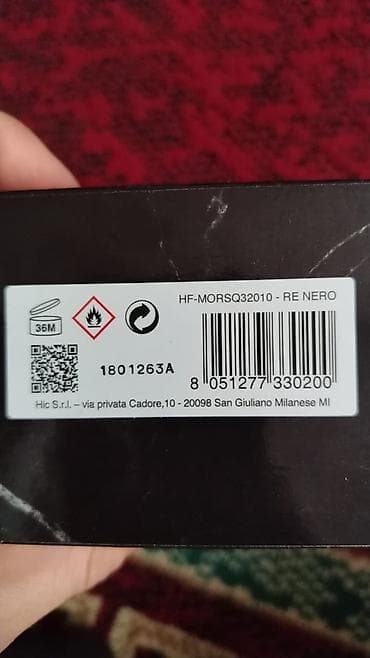 HF-MORSQ32010 - RE NERO
36M
1801263A
8 051277 330200
Hic S.r.l. – via privata Cadore,10 - 20098 San Giuliano Milanese MI